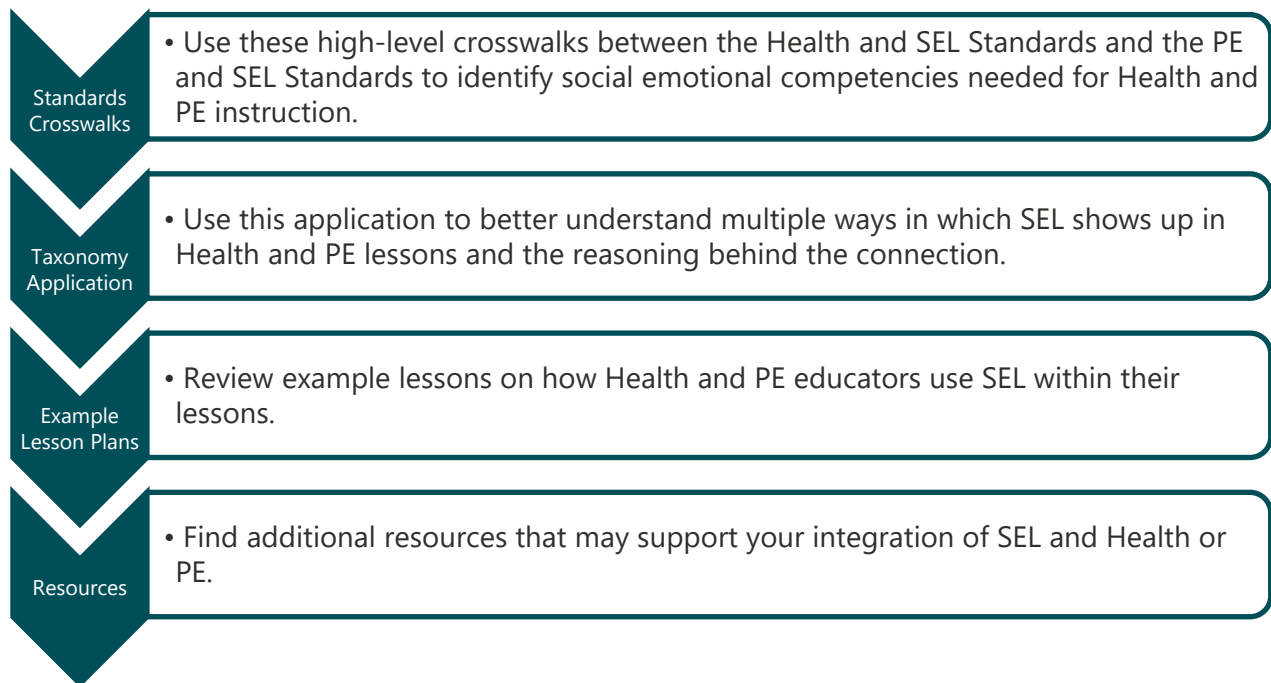 Standards
Crosswalks
• Use these high-level crosswalks between the Health and SEL Standards and the PE
and SEL Standards to identify social emotional competencies needed for Health and
PE instruction.
Taxonomy
Application
• Use this application to better understand multiple ways in which SEL shows up in
Health and PE lessons and the reasoning behind the connection.
Example
Lesson Plans
• Review example lessons on how Health and PE educators use SEL within their
lessons.
Resources
• Find additional resources that may support your integration of SEL and Health or
PE.